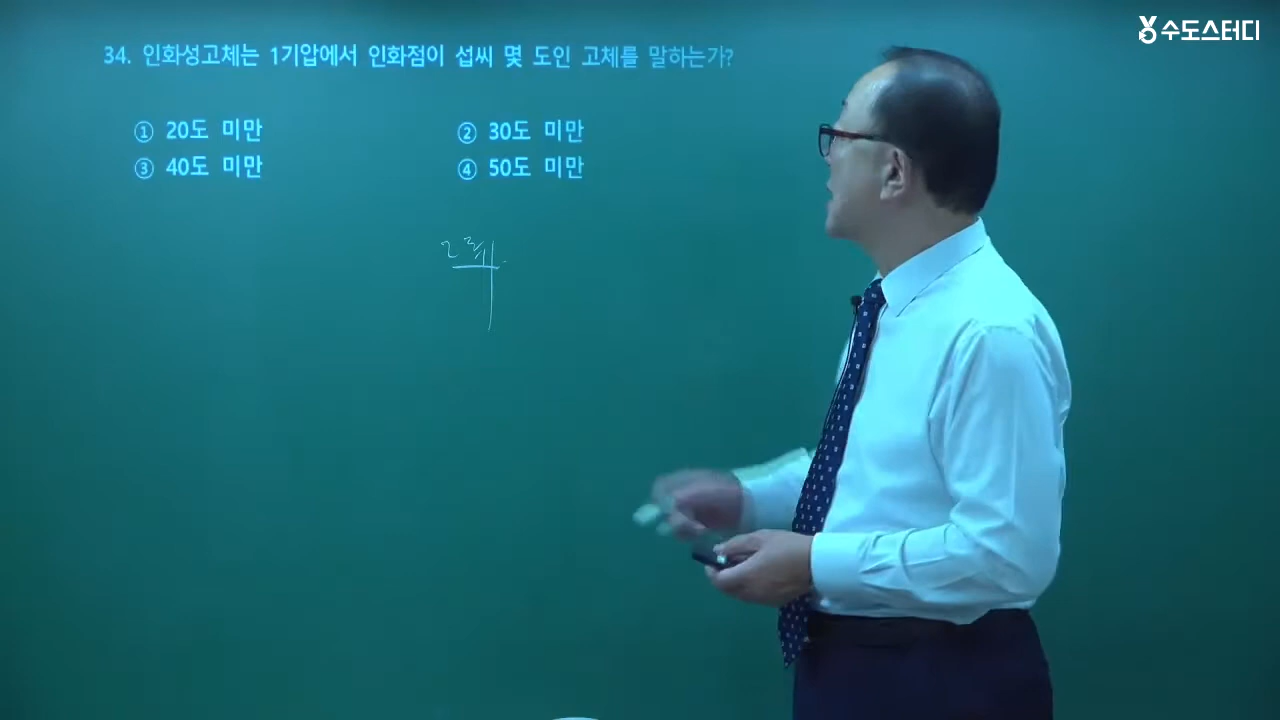 수도스터디
34. 인화성고체는 1기압에서 인화점이 섭씨 몇 도인 고체를 말하는가?
① 20도 미만 ② 30도 미만
③ 40도 미만 ④ 50도 미만